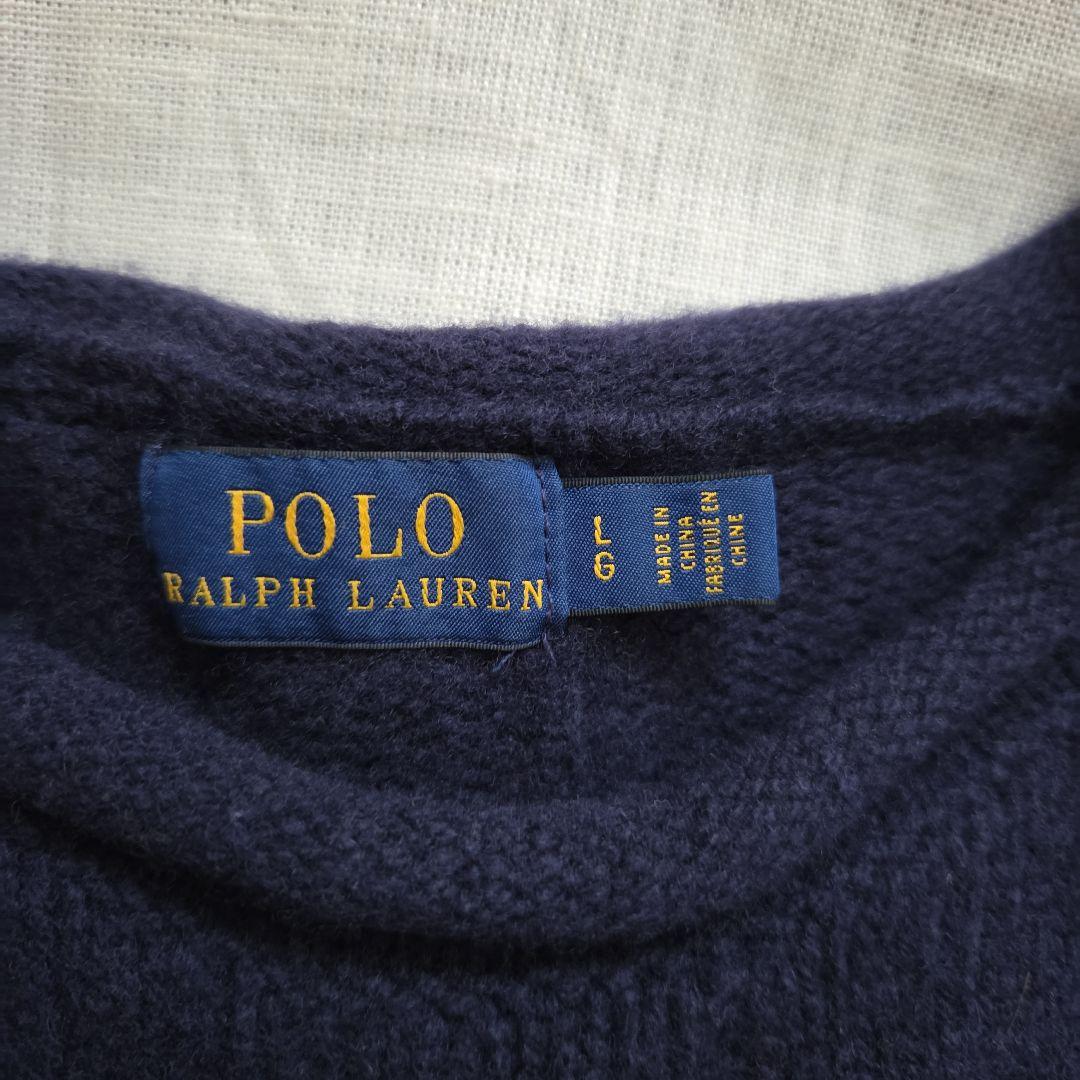 POLO
RALPH LAUREN
L
G
MADE IN
CHINA
FABRIQUÉ EN
CHINE